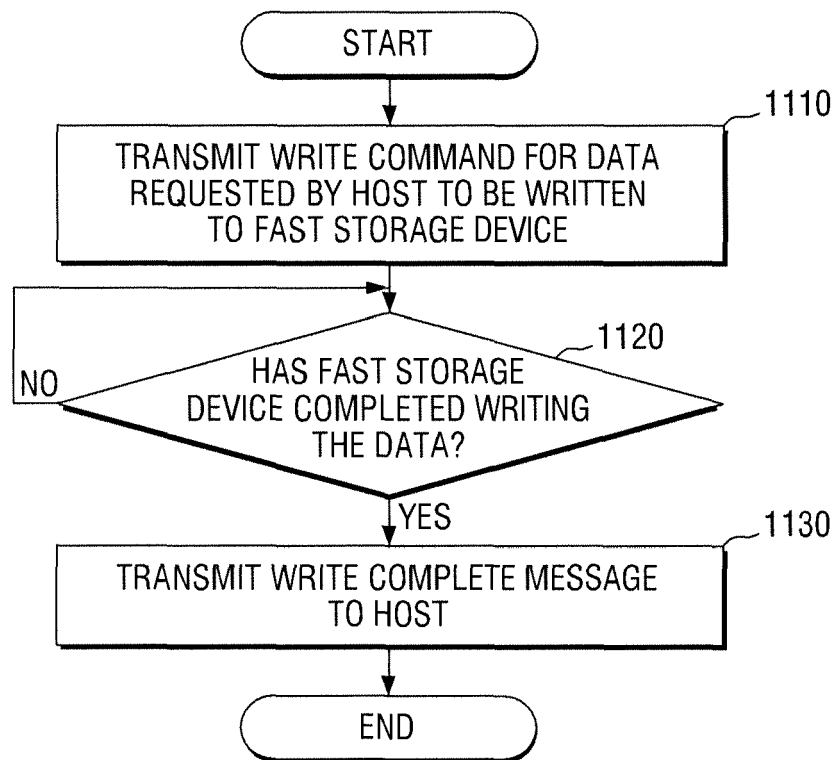 START
1110
TRANSMIT WRITE COMMAND FOR DATA
REQUESTED BY HOST TO BE WRITTEN
TO FAST STORAGE DEVICE
1120
HAS FAST STORAGE
DEVICE COMPLETED WRITING
THE DATA?
NO
YES
1130
TRANSMIT WRITE COMPLETE MESSAGE
TO HOST
END